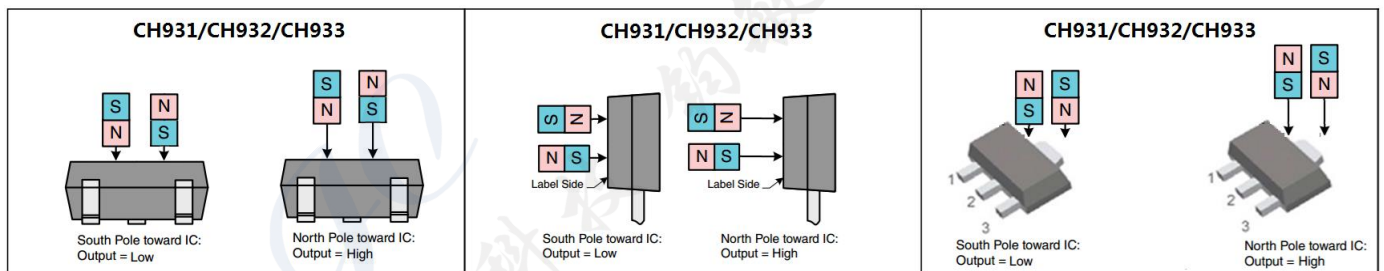 CH931/CH932/CH933
S
N
N
S
S
N
N
S
South Pole toward IC:
Output = Low
North Pole toward IC:
Output = High
CH931/CH932/CH933
S N
N S
Label Side
S N
N S
Label Side
South Pole toward IC:
Output = Low
North Pole toward IC:
Output = High
CH931/CH932/CH933
N
S
S
N
N
S
S
N
1
2
3
1
2
3
South Pole toward IC:
Output = Low
North Pole toward IC:
Output = High